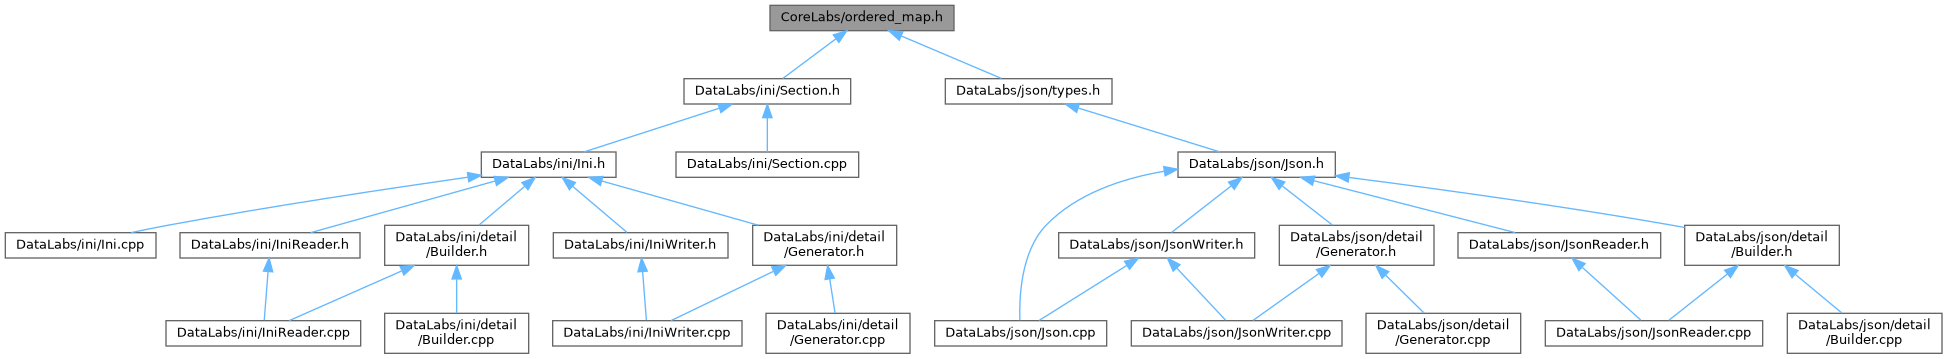 CoreLabs/ordered_map.h
DataLabs/ini/Section.h
DataLabs/json/types.h
DataLabs/ini/Ini.h
DataLabs/ini/Section.cpp
DataLabs/json/Json.h
DataLabs/ini/Ini.cpp
DataLabs/ini/IniReader.h
DataLabs/ini/detail
/Builder.h
DataLabs/ini/IniWriter.h
DataLabs/ini/detail
/Generator.h
DataLabs/json/JsonWriter.h
DataLabs/json/detail
/Generator.h
DataLabs/json/JsonReader.h
DataLabs/json/detail
/Builder.h
DataLabs/ini/IniReader.cpp
DataLabs/ini/detail
/Builder.cpp
DataLabs/ini/IniWriter.cpp
DataLabs/ini/detail
/Generator.cpp
DataLabs/json/Json.cpp
DataLabs/json/JsonWriter.cpp
DataLabs/json/detail
/Generator.cpp
DataLabs/json/JsonReader.cpp
DataLabs/json/detail
/Builder.cpp